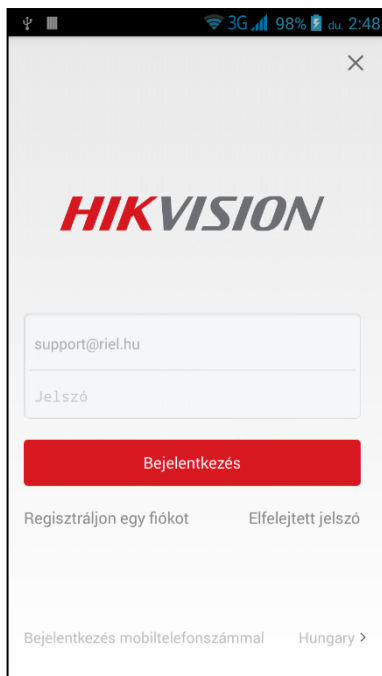 3G 98% du. 2:48
HIKVISION
support@riel.hu
Jelszó
Bejelentkezés
Regisztráljon egy fiókot Elfelejtett jelszó
Bejelentkezés mobiltelefonszámmal Hungary >